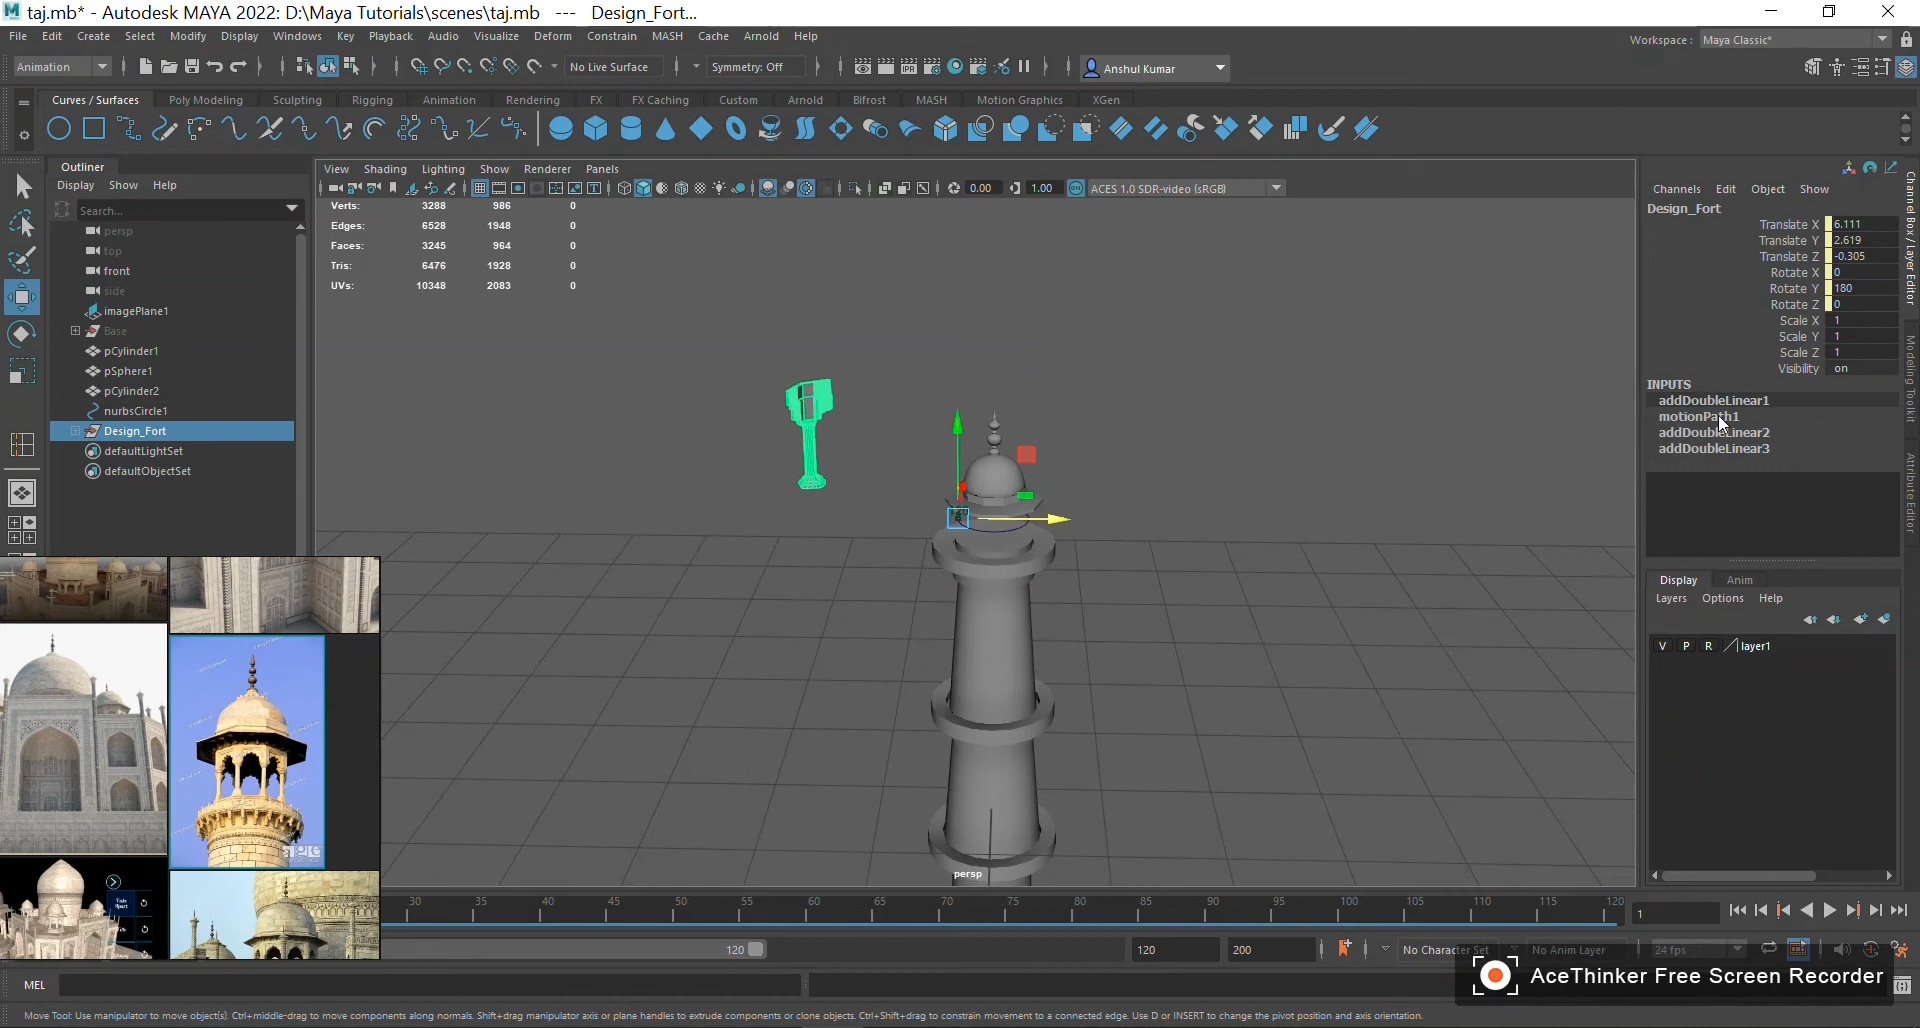 taj.mb* - Autodesk MAYA 2022: D:\Maya Tutorials\scenes\taj.mb --- Design_Fort...
File Edit Create Select Modify Display Windows Key Playback Audio Visualize Deform Constrain MASH Cache Arnold Help
Workspace: Maya Classic*
Animation
No Live Surface
Symmetry: Off
Anshul Kumar
Curves / Surfaces Poly Modeling Sculpting Rigging Animation Rendering FX FX Caching Custom Arnold Bifrost MASH Motion Graphics XGen
Outliner
Display Show Help
Search...
persp
top
front
side
imagePlane1
Base
pCylinder1
pSphere1
pCylinder2
nurbsCircle1
Design_Fort
defaultLightSet
defaultObjectSet
View Shading Lighting Show Renderer Panels
0.00 1.00 ACES 1.0 SDR-video (sRGB)
Verts: 3288 986 0
Edges: 6528 1948 0
Faces: 3245 964 0
Tris: 6476 1928 0
UVs: 10348 2083 0
persp
Channels Edit Object Show
Design_Fort
Translate X 6.111
Translate Y 2.619
Translate Z -0.305
Rotate X 0
Rotate Y 180
Rotate Z 0
Scale X 1
Scale Y 1
Scale Z 1
Visibility on
INPUTS
addDoubleLinear1
motionPath1
addDoubleLinear2
addDoubleLinear3
Display Anim
Layers Options Help
V P R layer1
Channel Box / Layer Editor
Modeling Toolkit
Attribute Editor
30 35 40 45 50 55 60 65 70 75 80 85 90 95 100 105 110 115 120
1
120
120
200
No Character Set
No Anim Layer
24 fps
MEL
AceThinker Free Screen Recorder
Move Tool: Use manipulator to move object(s). Ctrl+middle-drag to move components along normals. Shift+drag manipulator axis or plane handles to extrude components or clone objects. Ctrl+Shift+drag to constrain movement to a connected edge. Use D or INSERT to change the pivot position and axis orientation.